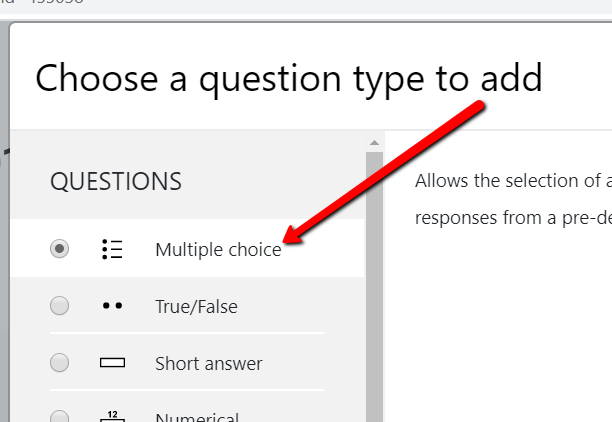 Choose a question type to add
QUESTIONS
Allows the selection of a
responses from a pre-de
Multiple choice
True/False
Short answer
12
Numerical